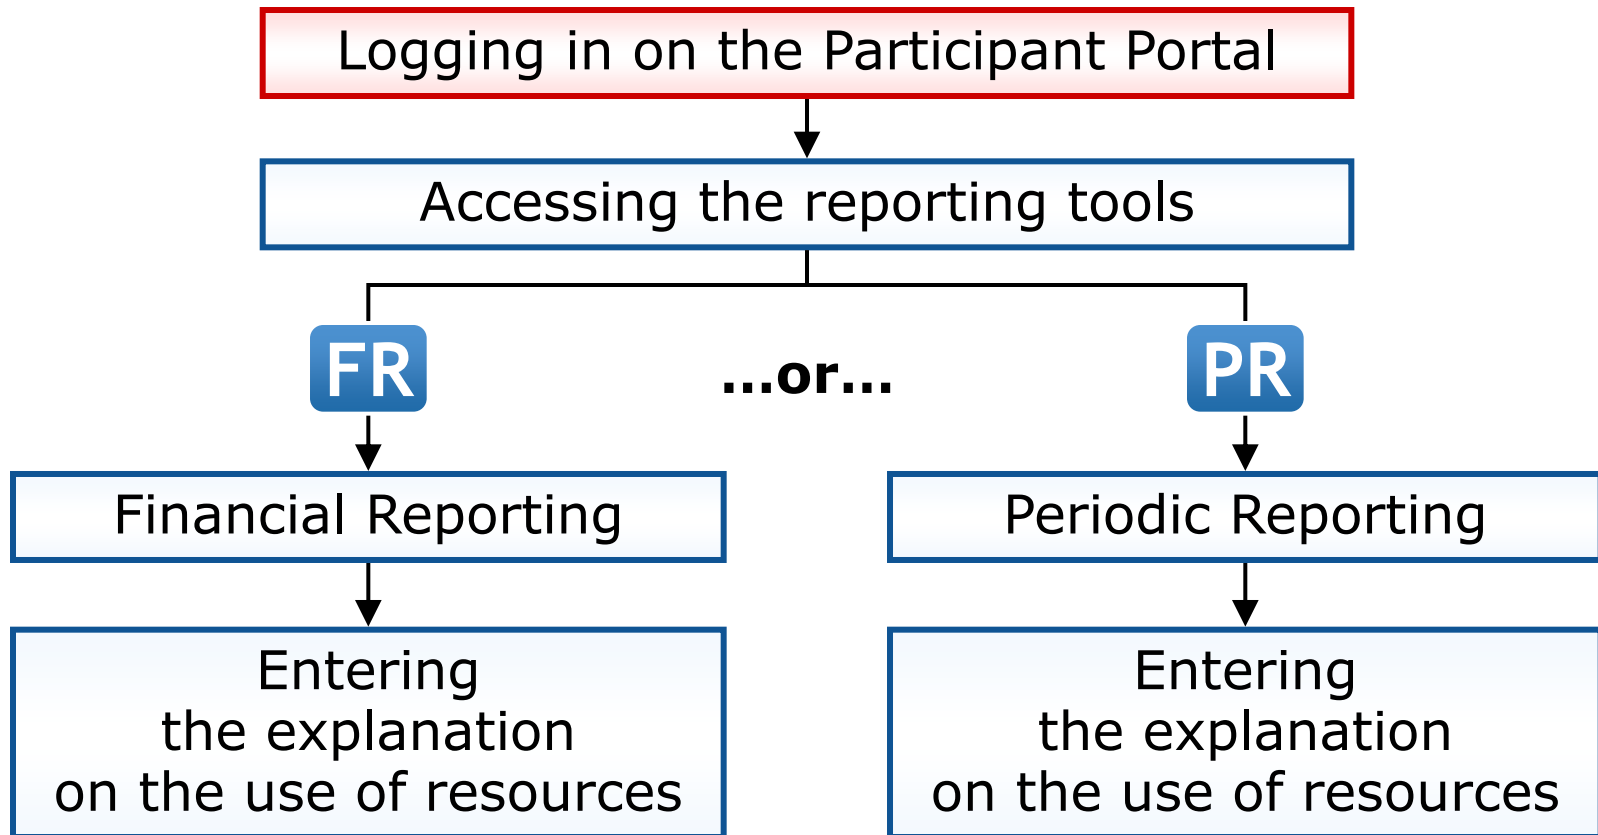 Logging in on the Participant Portal
Accessing the reporting tools
FR
...or...
PR
Financial Reporting
Periodic Reporting
Entering
the explanation
on the use of resources
Entering
the explanation
on the use of resources